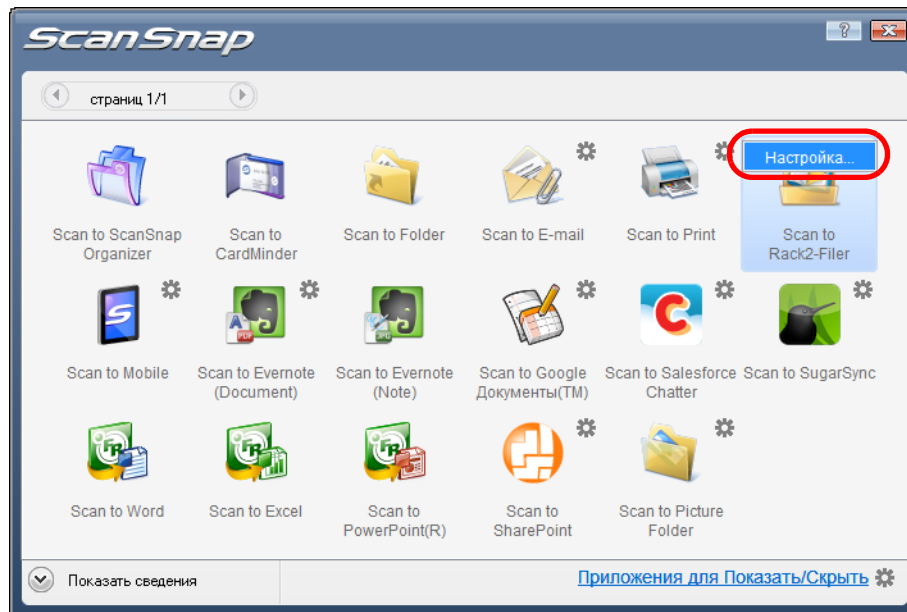 ScanSnap
?
страниц 1/1
Настройка...
Scan to ScanSnap
Organizer
Scan to
CardMinder
Scan to Folder
Scan to E-mail
Scan to Print
Scan to
Rack2-Filer
Scan to Mobile
Scan to Evernote
(Document)
Scan to Evernote
(Note)
Scan to Google
Документы(TM)
Scan to Salesforce
Chatter
Scan to SugarSync
Scan to Word
Scan to Excel
Scan to
PowerPoint(R)
Scan to
SharePoint
Scan to Picture
Folder
Показать сведения
Приложения для Показать/Скрыть